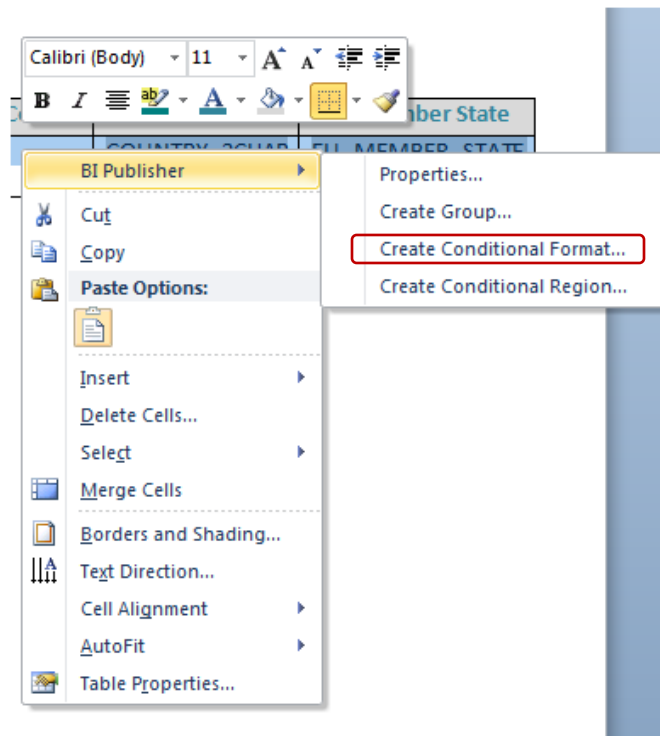 Calibri (Body) 11 A A
B I ab A
Co
mber State
COUNTRY_2CHAR EU_MEMBER_STATE
BI Publisher
Properties...
Cut
Create Group...
Copy
Create Conditional Format...
Paste Options:
Create Conditional Region...
Insert
Delete Cells...
Select
Merge Cells
Borders and Shading...
Text Direction...
Cell Alignment
AutoFit
Table Properties...